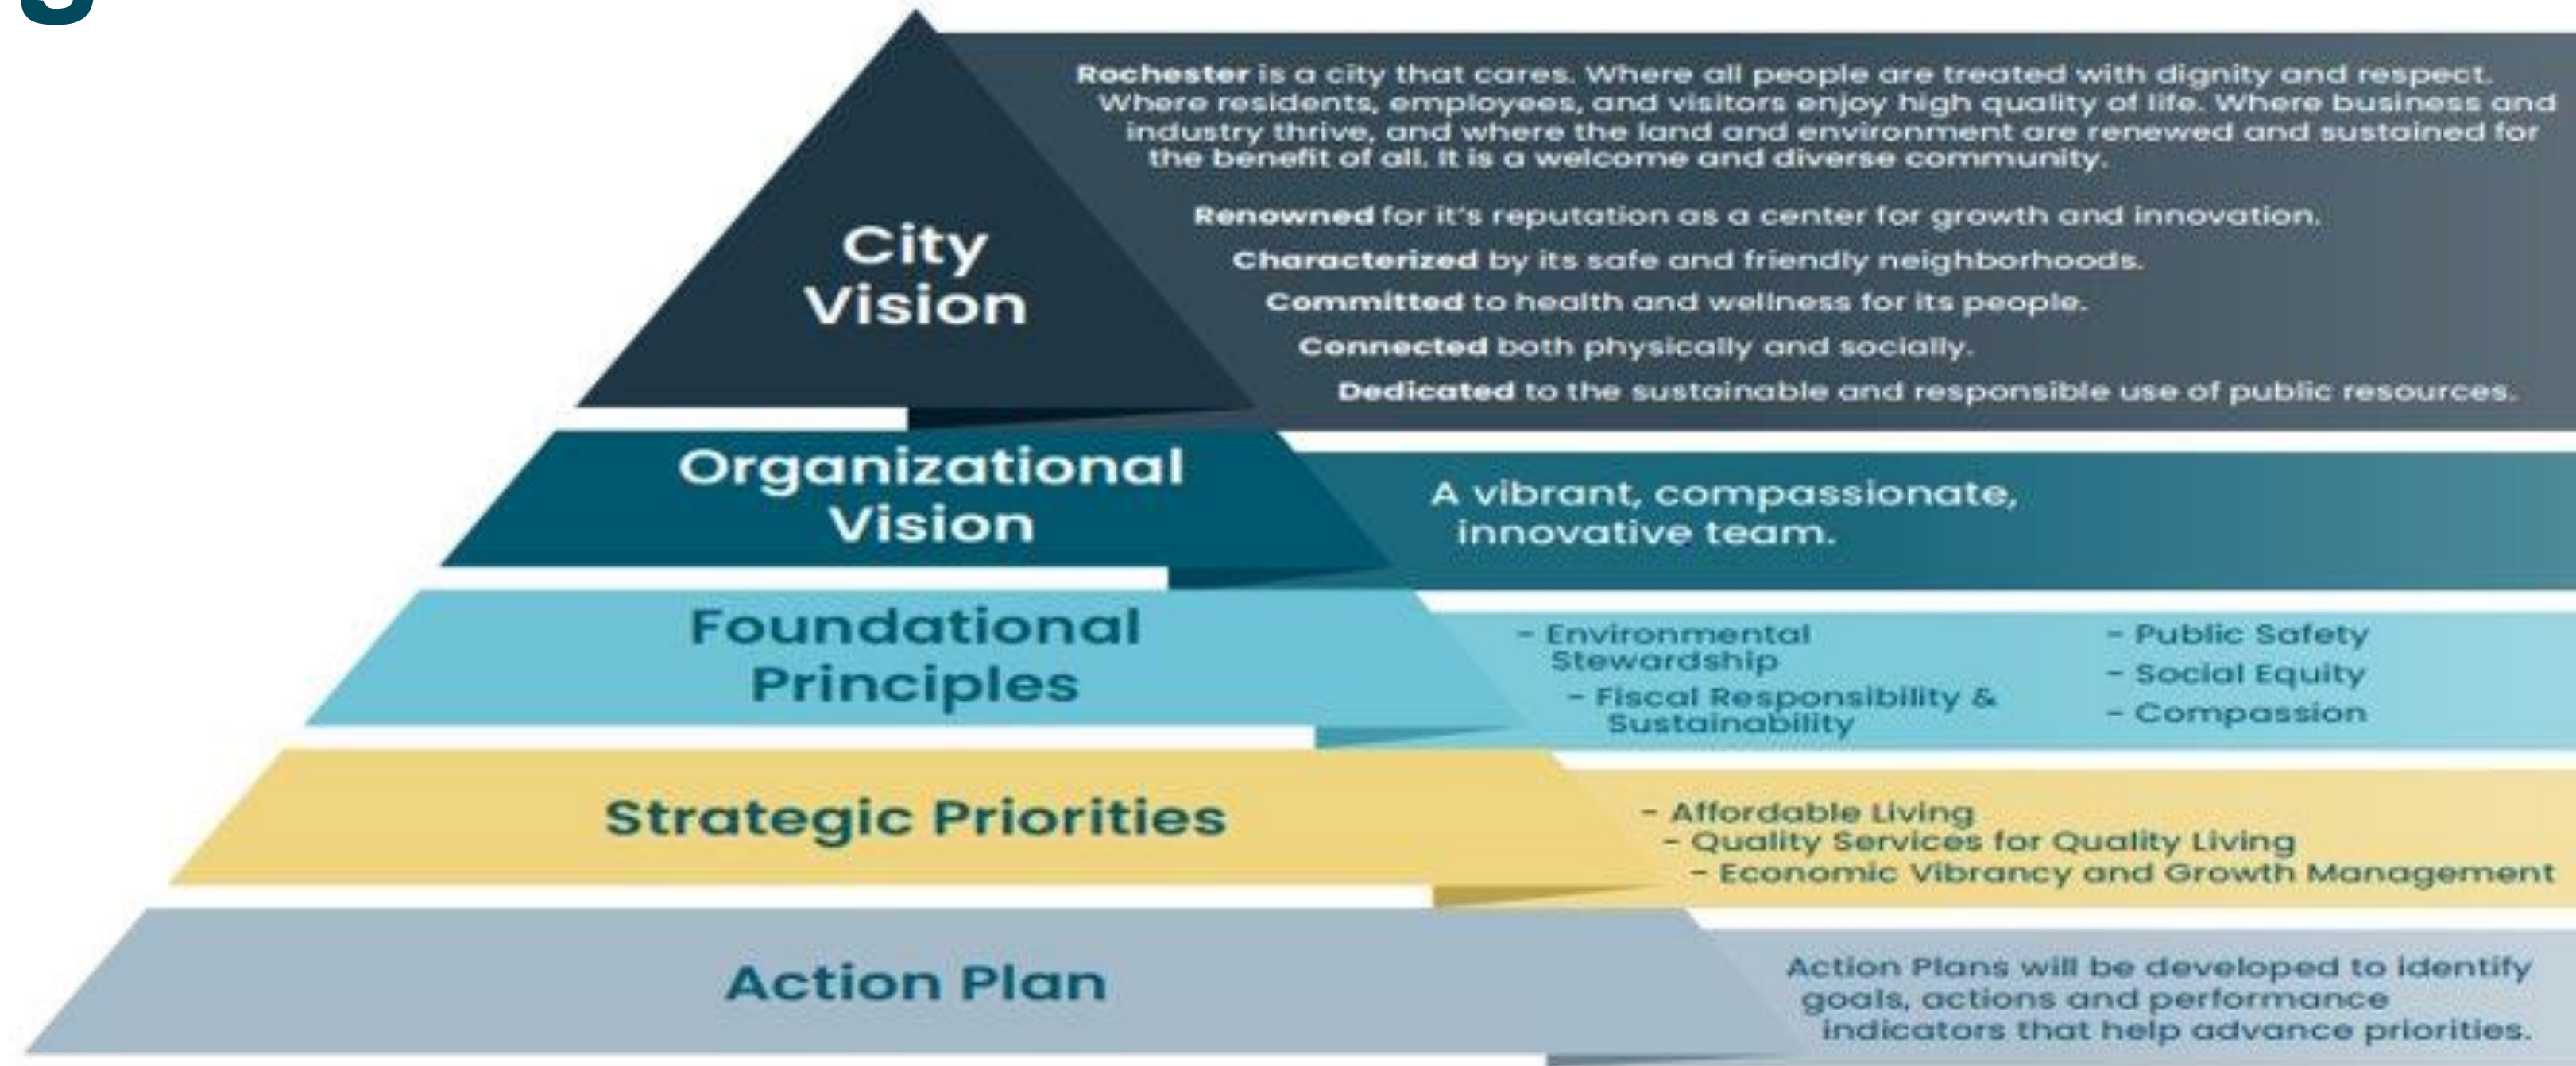 City
Vision
Rochester is a city that cares. Where all people are treated with dignity and respect.
Where residents, employees, and visitors enjoy high quality of life. Where business and
industry thrive, and where the land and environment are renewed and sustained for
the benefit of all. It is a welcome and diverse community.
Renowned for it's reputation as a center for growth and innovation.
Characterized by its safe and friendly neighborhoods.
Committed to health and wellness for its people.
Connected both physically and socially.
Dedicated to the sustainable and responsible use of public resources.
Organizational
Vision
A vibrant, compassionate,
innovative team.
Foundational
Principles
- Environmental
Stewardship
- Fiscal Responsibility &
Sustainability
- Public Safety
- Social Equity
- Compassion
Strategic Priorities
- Affordable Living
- Quality Services for Quality Living
- Economic Vibrancy and Growth Management
Action Plan
Action Plans will be developed to identify
goals, actions and performance
indicators that help advance priorities.